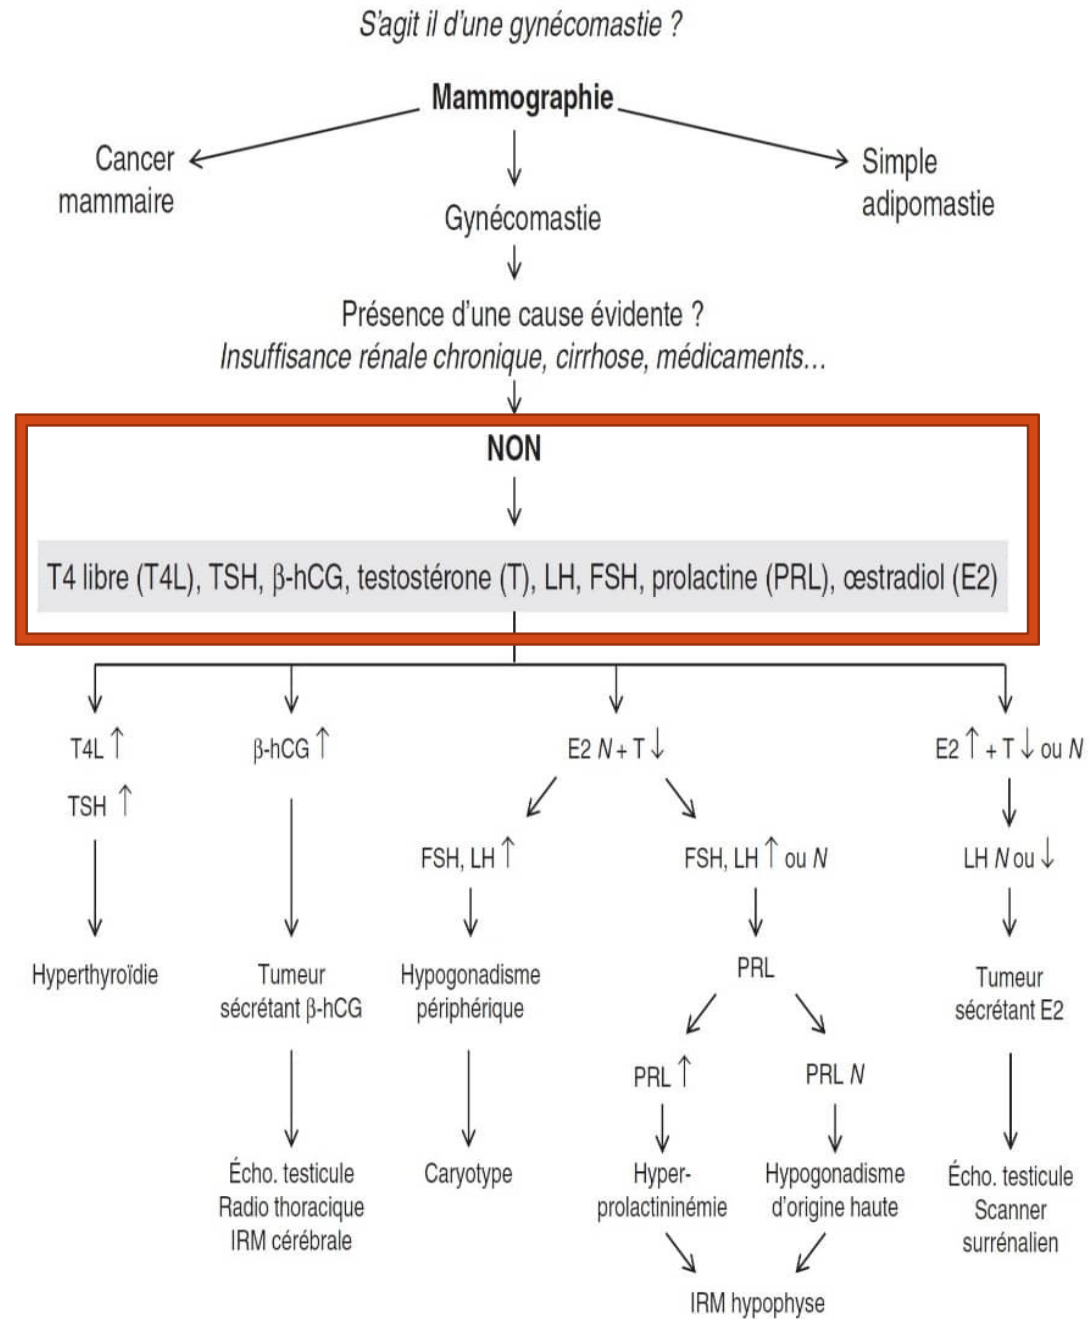 S'agit il d'une gynécomastie ?
Mammographie
Cancer
mammaire
Simple
adipomastie
Gynécomastie
Présence d'une cause évidente ?
Insuffisance rénale chronique, cirrhose, médicaments...
NON
T4 libre (T4L), TSH, β-hCG, testostérone (T), LH, FSH, prolactine (PRL), œstradiol (E2)
T4L ↑
TSH ↑
Hyperthyroïdie
β-hCG ↑
Tumeur
sécrétant β-hCG
Écho. testicule
Radio thoracique
IRM cérébrale
E2 N + T ↓
FSH, LH ↑
Hypogonadisme
périphérique
Caryotype
FSH, LH ↑ ou N
PRL
PRL ↑
Hyper-
prolactininémie
PRL N
Hypogonadisme
d'origine haute
IRM hypophyse
E2 ↑ + T ↓ ou N
LH N ou ↓
Tumeur
sécrétant E2
Écho. testicule
Scanner
surrénalien